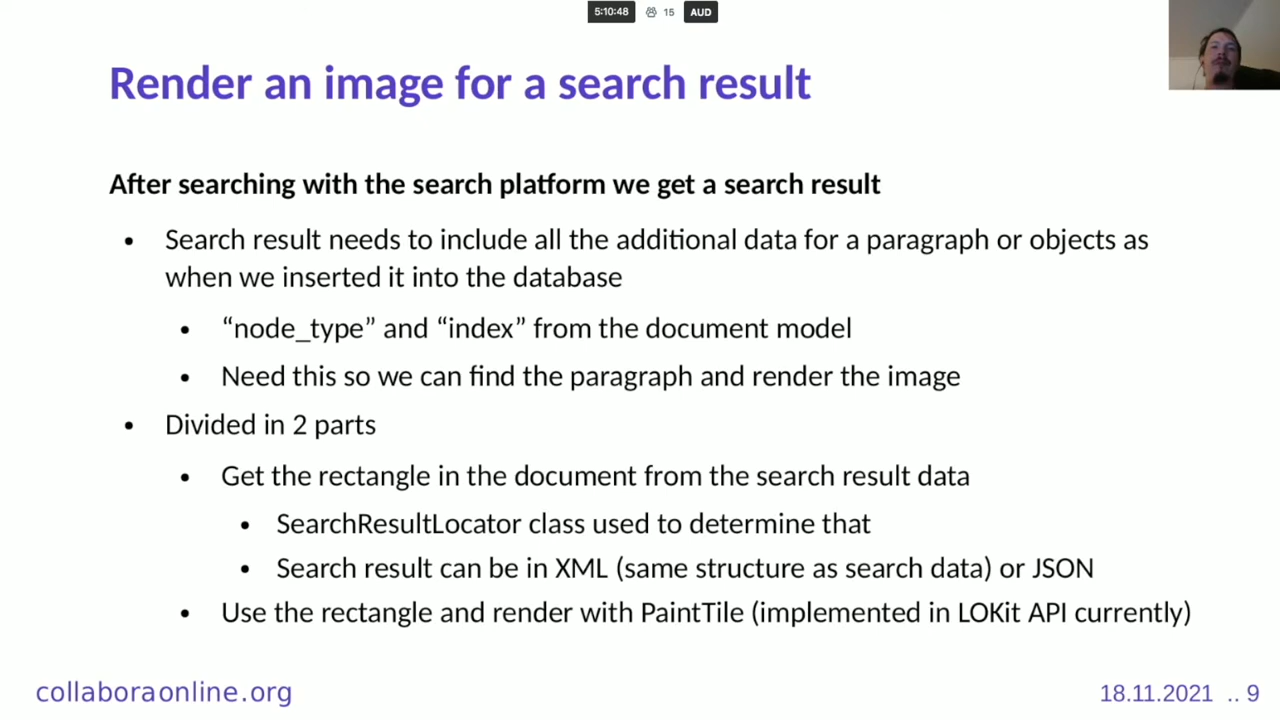 5:10:48 15 AUD
Render an image for a search result
After searching with the search platform we get a search result
• Search result needs to include all the additional data for a paragraph or objects as
when we inserted it into the database
• “node_type” and “index” from the document model
• Need this so we can find the paragraph and render the image
• Divided in 2 parts
• Get the rectangle in the document from the search result data
• SearchResultLocator class used to determine that
• Search result can be in XML (same structure as search data) or JSON
• Use the rectangle and render with PaintTile (implemented in LOKit API currently)
collaboraonline.org
18.11.2021 .. 9